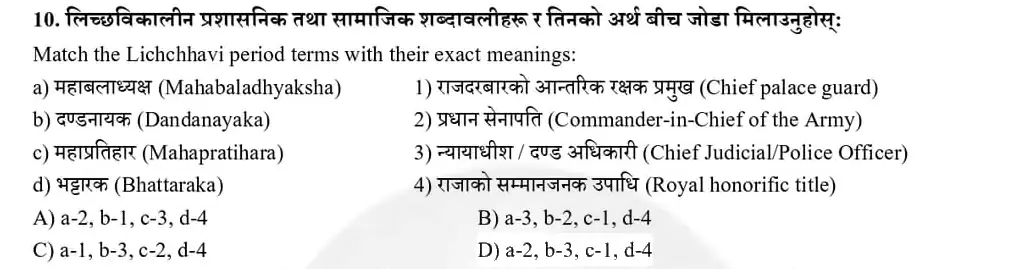 10. लिच्छविकालीन प्रशासनिक तथा सामाजिक शब्दावलीहरू र तिनको अर्थ बीच जोडा मिलाउनुहोस्:
Match the Lichchhavi period terms with their exact meanings:
a) महाबलाध्यक्ष (Mahabaladhyaksha) 1) राजदरबारको आन्तरिक रक्षक प्रमुख (Chief palace guard)
b) दण्डनायक (Dandanayaka) 2) प्रधान सेनापति (Commander-in-Chief of the Army)
c) महाप्रतिहार (Mahapratihara) 3) न्यायाधीश / दण्ड अधिकारी (Chief Judicial/Police Officer)
d) भट्टारक (Bhattaraka) 4) राजाको सम्मानजनक उपाधि (Royal honorific title)
A) a-2, b-1, c-3, d-4 B) a-3, b-2, c-1, d-4
C) a-1, b-3, c-2, d-4 D) a-2, b-3, c-1, d-4